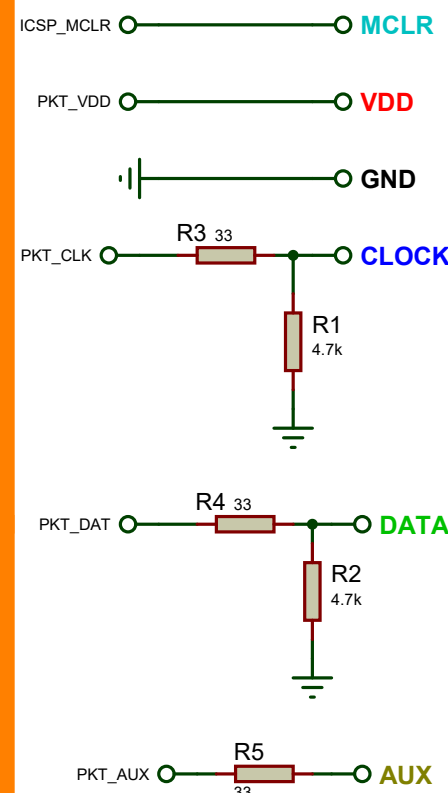 ICSP_MCLR MCLR
PKT_VDD VDD
GND
R3 33
PKT_CLK CLOCK
R1
4.7k
R4 33
PKT_DAT DATA
R2
4.7k
R5
PKT_AUX AUX
33